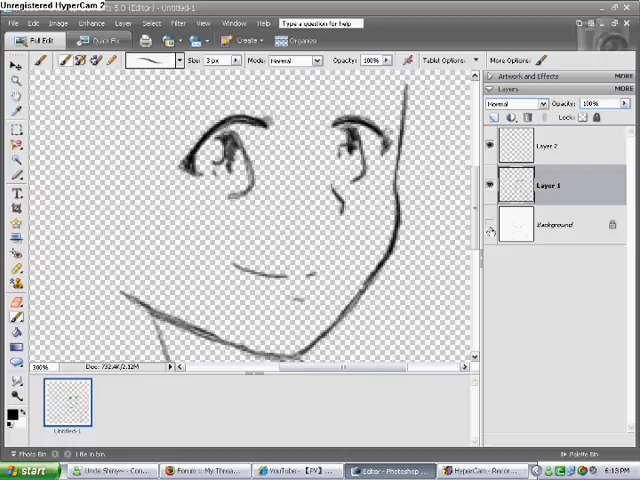 Unregistered HyperCam 2
5.0 (Editor) - Untitled-1
File Edit Image Enhance Layer Select Filter View Window Help Type a question for help
Full Edit Quick Fix Create Organize
Size: 3 px Mode: Normal Opacity: 100% Tablet Options: More Options:
Artwork and Effects MORE
Layers MORE
Normal Opacity: 100%
Lock:
Layer 2
Layer 1
Background
300% Doc: 732.4K/2.12M
Untitled-1
Photo Bin 1 file in bin Palette Bin
start Uncle Shiny~ - Con... Forum :: My Threa... YouTube - 【PV】 ... Editor - Photoshop ... HyperCam - Recor... 6:13 PM